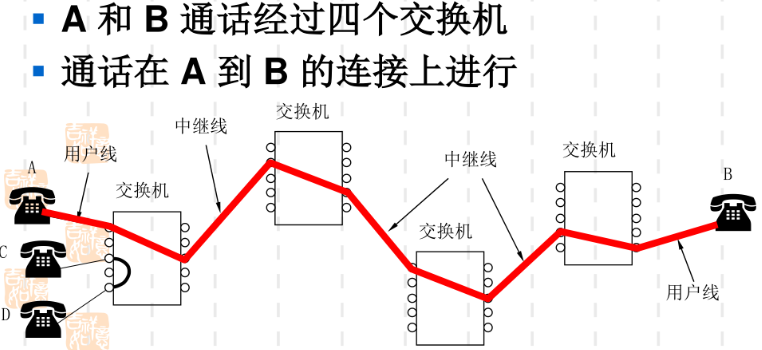 A 和 B 通话经过四个交换机
通话在 A 到 B 的连接上进行
交换机
中继线
用户线
A
交换机
中继线
交换机
B
C
交换机
用户线
D